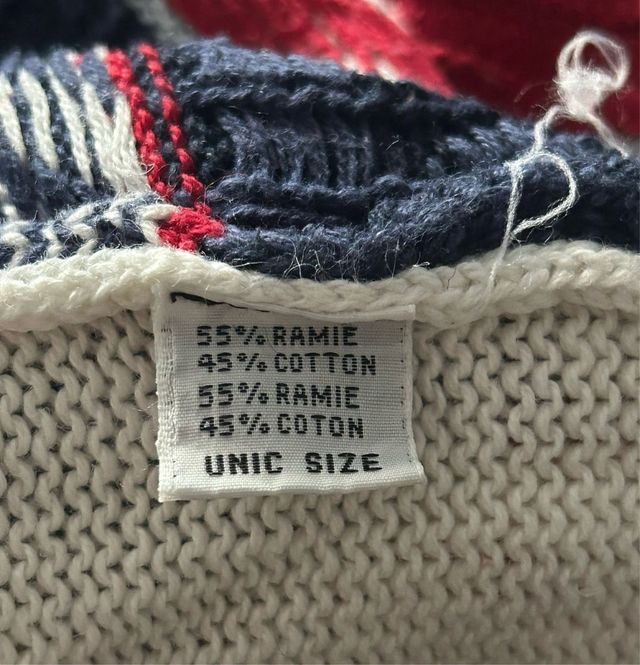 55% RAMIE
45% COTTON
55% RAMIE
45% COTON
UNIC SIZE